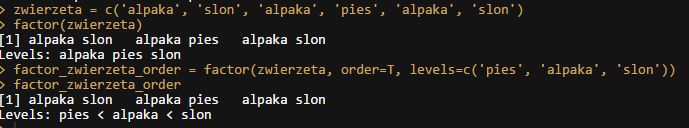 > zwierzeta = c('alpaka', 'slon', 'alpaka', 'pies', 'alpaka', 'slon')
> factor(zwierzeta)
[1] alpaka slon   alpaka pies   alpaka slon
Levels: alpaka pies slon
> factor_zwierzeta_order = factor(zwierzeta, order=T, levels=c('pies', 'alpaka', 'slon'))
> factor_zwierzeta_order
[1] alpaka slon   alpaka pies   alpaka slon
Levels: pies < alpaka < slon